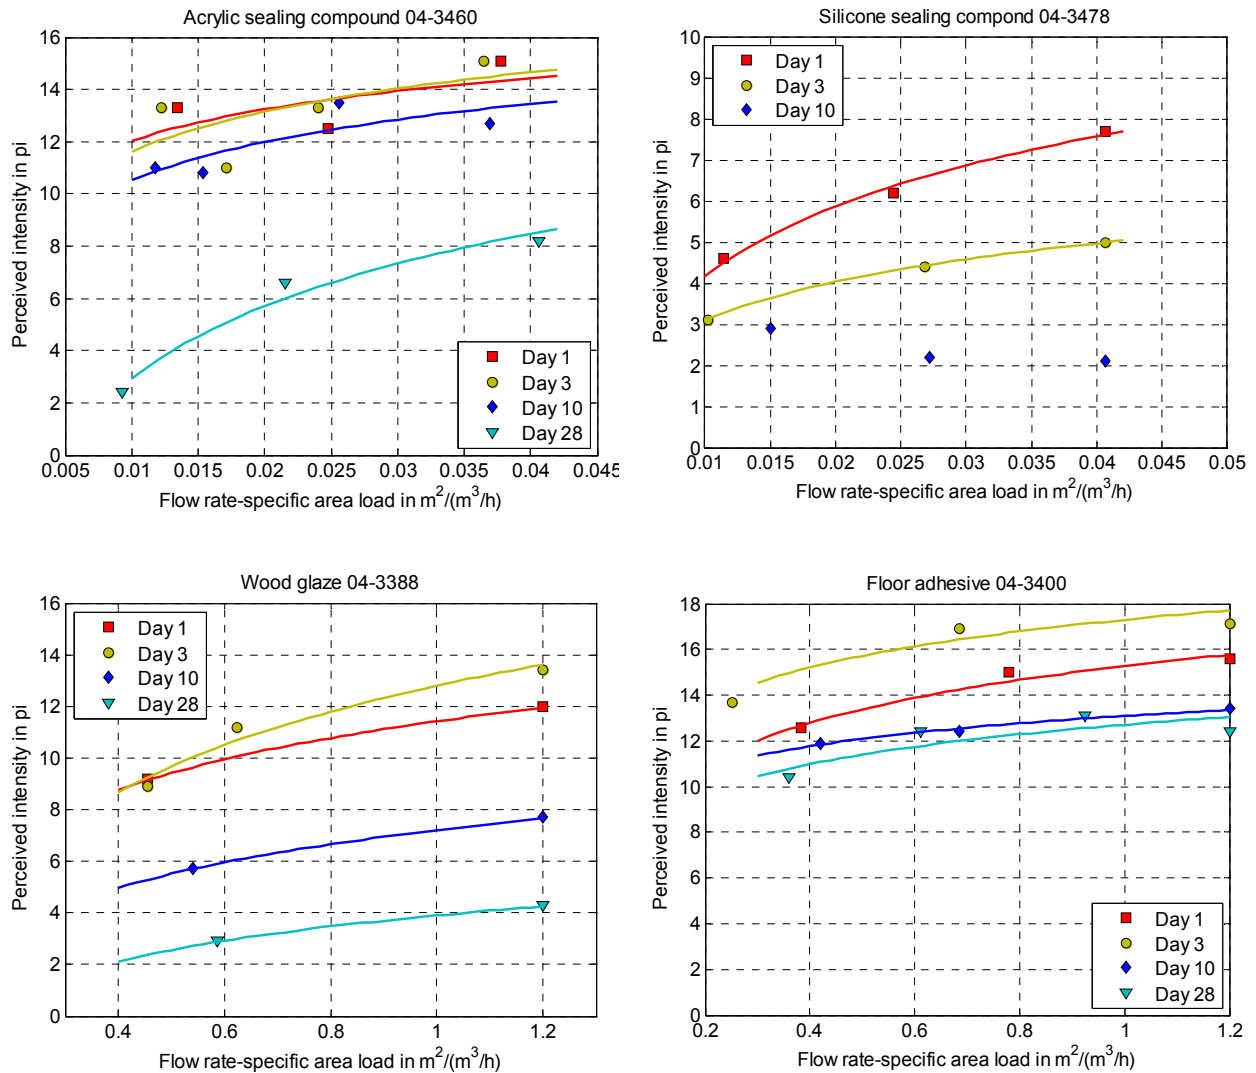 Acrylic sealing compound 04-3460
16
14
12
10
8
6
4
2
0
Perceived intensity in pi
Day 1
Day 3
Day 10
Day 28
0.005 0.01 0.015 0.02 0.025 0.03 0.035 0.04 0.045
Flow rate-specific area load in m²/(m³/h)
Silicone sealing compond 04-3478
10
9
8
7
6
5
4
3
2
1
0
Perceived intensity in pi
Day 1
Day 3
Day 10
0.01 0.015 0.02 0.025 0.03 0.035 0.04 0.045 0.05
Flow rate-specific area load in m²/(m³/h)
Wood glaze 04-3388
16
14
12
10
8
6
4
2
0
Perceived intensity in pi
Day 1
Day 3
Day 10
Day 28
0.4 0.6 0.8 1 1.2
Flow rate-specific area load in m²/(m³/h)
Floor adhesive 04-3400
18
16
14
12
10
8
6
4
2
0
Perceived intensity in pi
Day 1
Day 3
Day 10
Day 28
0.2 0.4 0.6 0.8 1 1.2
Flow rate-specific area load in m²/(m³/h)